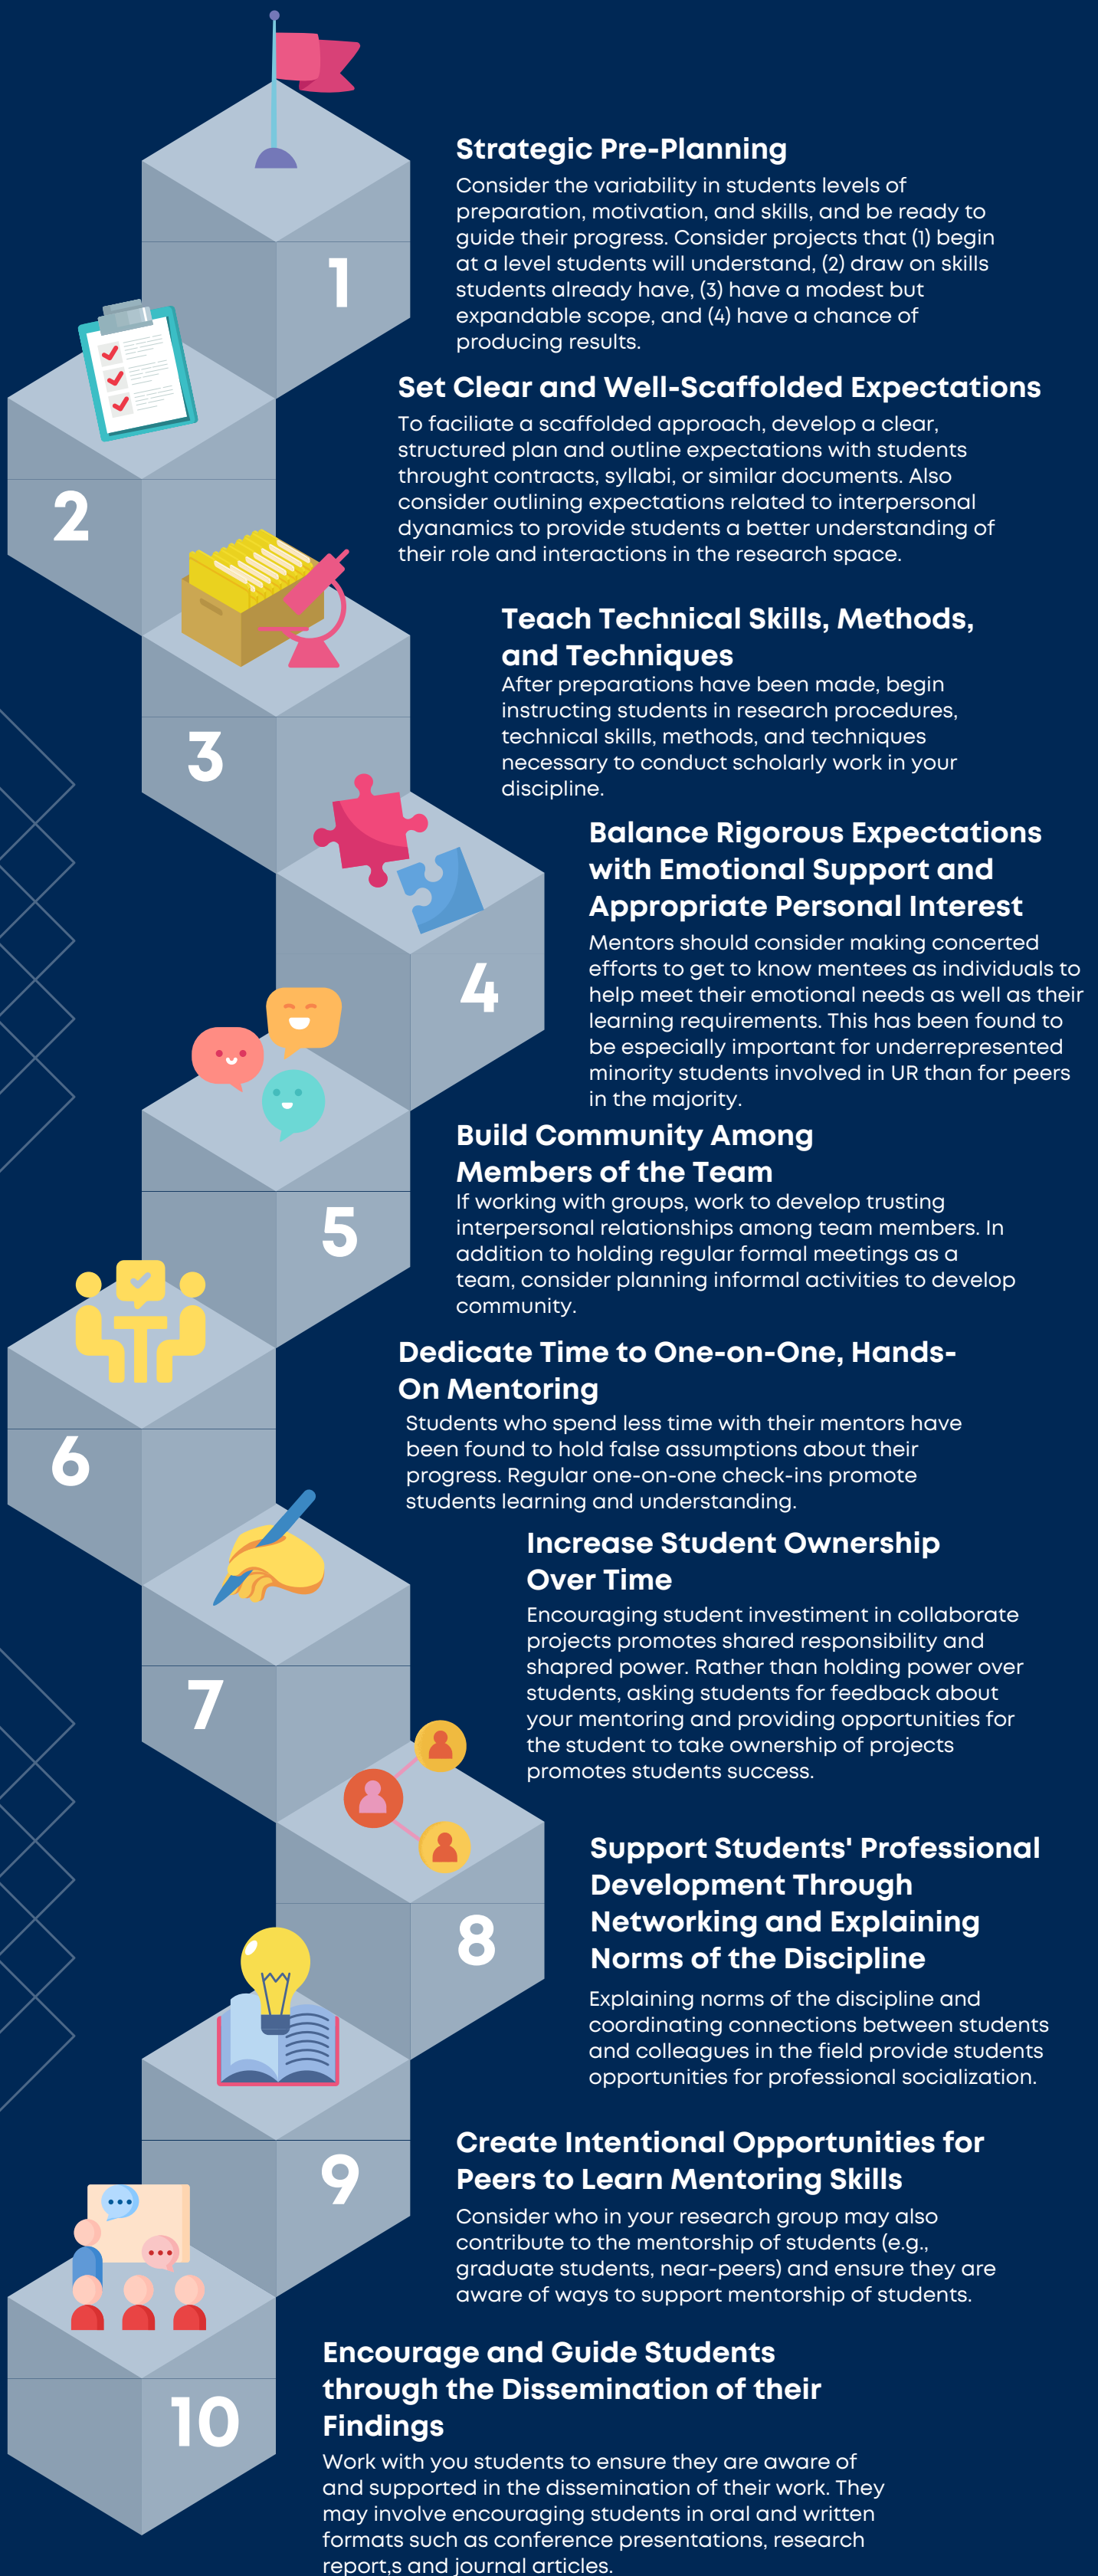 Strategic Pre-Planning
Consider the variability in students levels of
preparation, motivation, and skills, and be ready to
guide their progress. Consider projects that (1) begin
at a level students will understand, (2) draw on skills
students already have, (3) have a modest but
expandable scope, and (4) have a chance of
producing results.
1
Set Clear and Well-Scaffolded Expectations
To faciliate a scaffolded approach, develop a clear,
structured plan and outline expectations with students
throught contracts, syllabi, or similar documents. Also
consider outlining expectations related to interpersonal
dyanamics to provide students a better understanding of
their role and interactions in the research space.
2
Teach Technical Skills, Methods,
and Techniques
After preparations have been made, begin
instructing students in research procedures,
technical skills, methods, and techniques
necessary to conduct scholarly work in your
discipline.
3
Balance Rigorous Expectations
with Emotional Support and
Appropriate Personal Interest
Mentors should consider making concerted
efforts to get to know mentees as individuals to
help meet their emotional needs as well as their
learning requirements. This has been found to
be especially important for underrepresented
minority students involved in UR than for peers
in the majority.
4
Build Community Among
Members of the Team
If working with groups, work to develop trusting
interpersonal relationships among team members. In
addition to holding regular formal meetings as a
team, consider planning informal activities to develop
community.
5
Dedicate Time to One-on-One, Hands-
On Mentoring
Students who spend less time with their mentors have
been found to hold false assumptions about their
progress. Regular one-on-one check-ins promote
students learning and understanding.
6
Increase Student Ownership
Over Time
Encouraging student investiment in collaborate
projects promotes shared responsibility and
shapred power. Rather than holding power over
students, asking students for feedback about
your mentoring and providing opportunities for
the student to take ownership of projects
promotes students success.
7
Support Students' Professional
Development Through
Networking and Explaining
Norms of the Discipline
Explaining norms of the discipline and
coordinating connections between students
and colleagues in the field provide students
opportunities for professional socialization.
8
Create Intentional Opportunities for
Peers to Learn Mentoring Skills
Consider who in your research group may also
contribute to the mentorship of students (e.g.,
graduate students, near-peers) and ensure they are
aware of ways to support mentorship of students.
9
Encourage and Guide Students
through the Dissemination of their
Findings
Work with you students to ensure they are aware of
and supported in the dissemination of their work. They
may involve encouraging students in oral and written
formats such as conference presentations, research
report,s and journal articles.
10